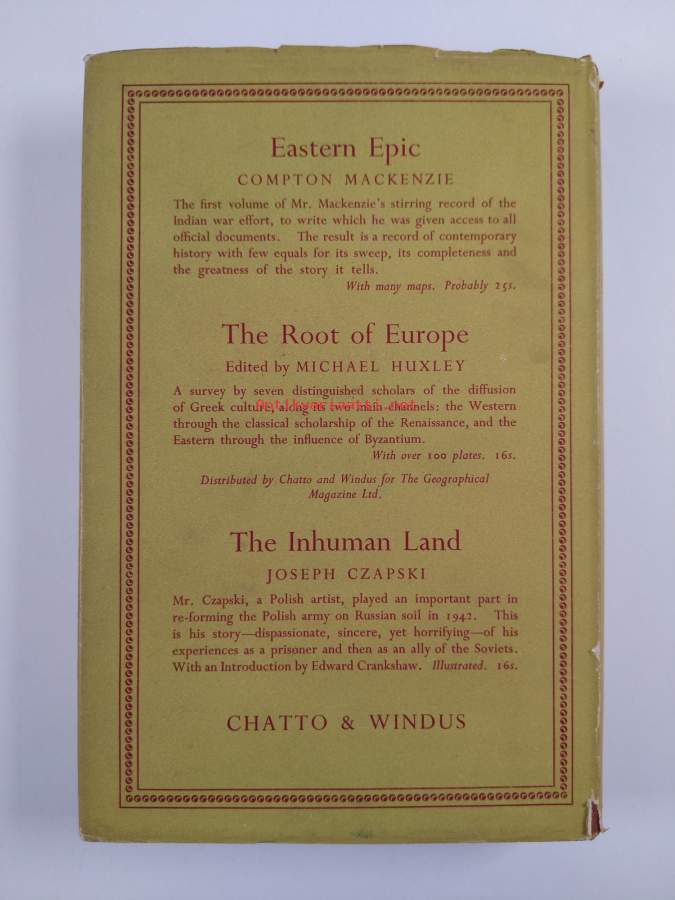 Eastern Epic
COMPTON MACKENZIE
The first volume of Mr. Mackenzie's stirring record of the
Indian war effort, to write which he was given access to all
official documents. The result is a record of contemporary
history with few equals for its sweep, its completeness and
the greatness of the story it tells.
With many maps. Probably 25s.
The Root of Europe
Edited by MICHAEL HUXLEY
A survey by seven distinguished scholars of the diffusion
of Greek culture, along its two main channels: the Western
through the classical scholarship of the Renaissance, and the
Eastern through the influence of Byzantium.
With over 100 plates. 16s.
Distributed by Chatto and Windus for The Geographical
Magazine Ltd.
The Inhuman Land
JOSEPH CZAPSKI
Mr. Czapski, a Polish artist, played an important part in
re-forming the Polish army on Russian soil in 1942. This
is his story—dispassionate, sincere, yet horrifying—of his
experiences as a prisoner and then as an ally of the Soviets.
With an Introduction by Edward Crankshaw. Illustrated. 16s.
CHATTO & WINDUS